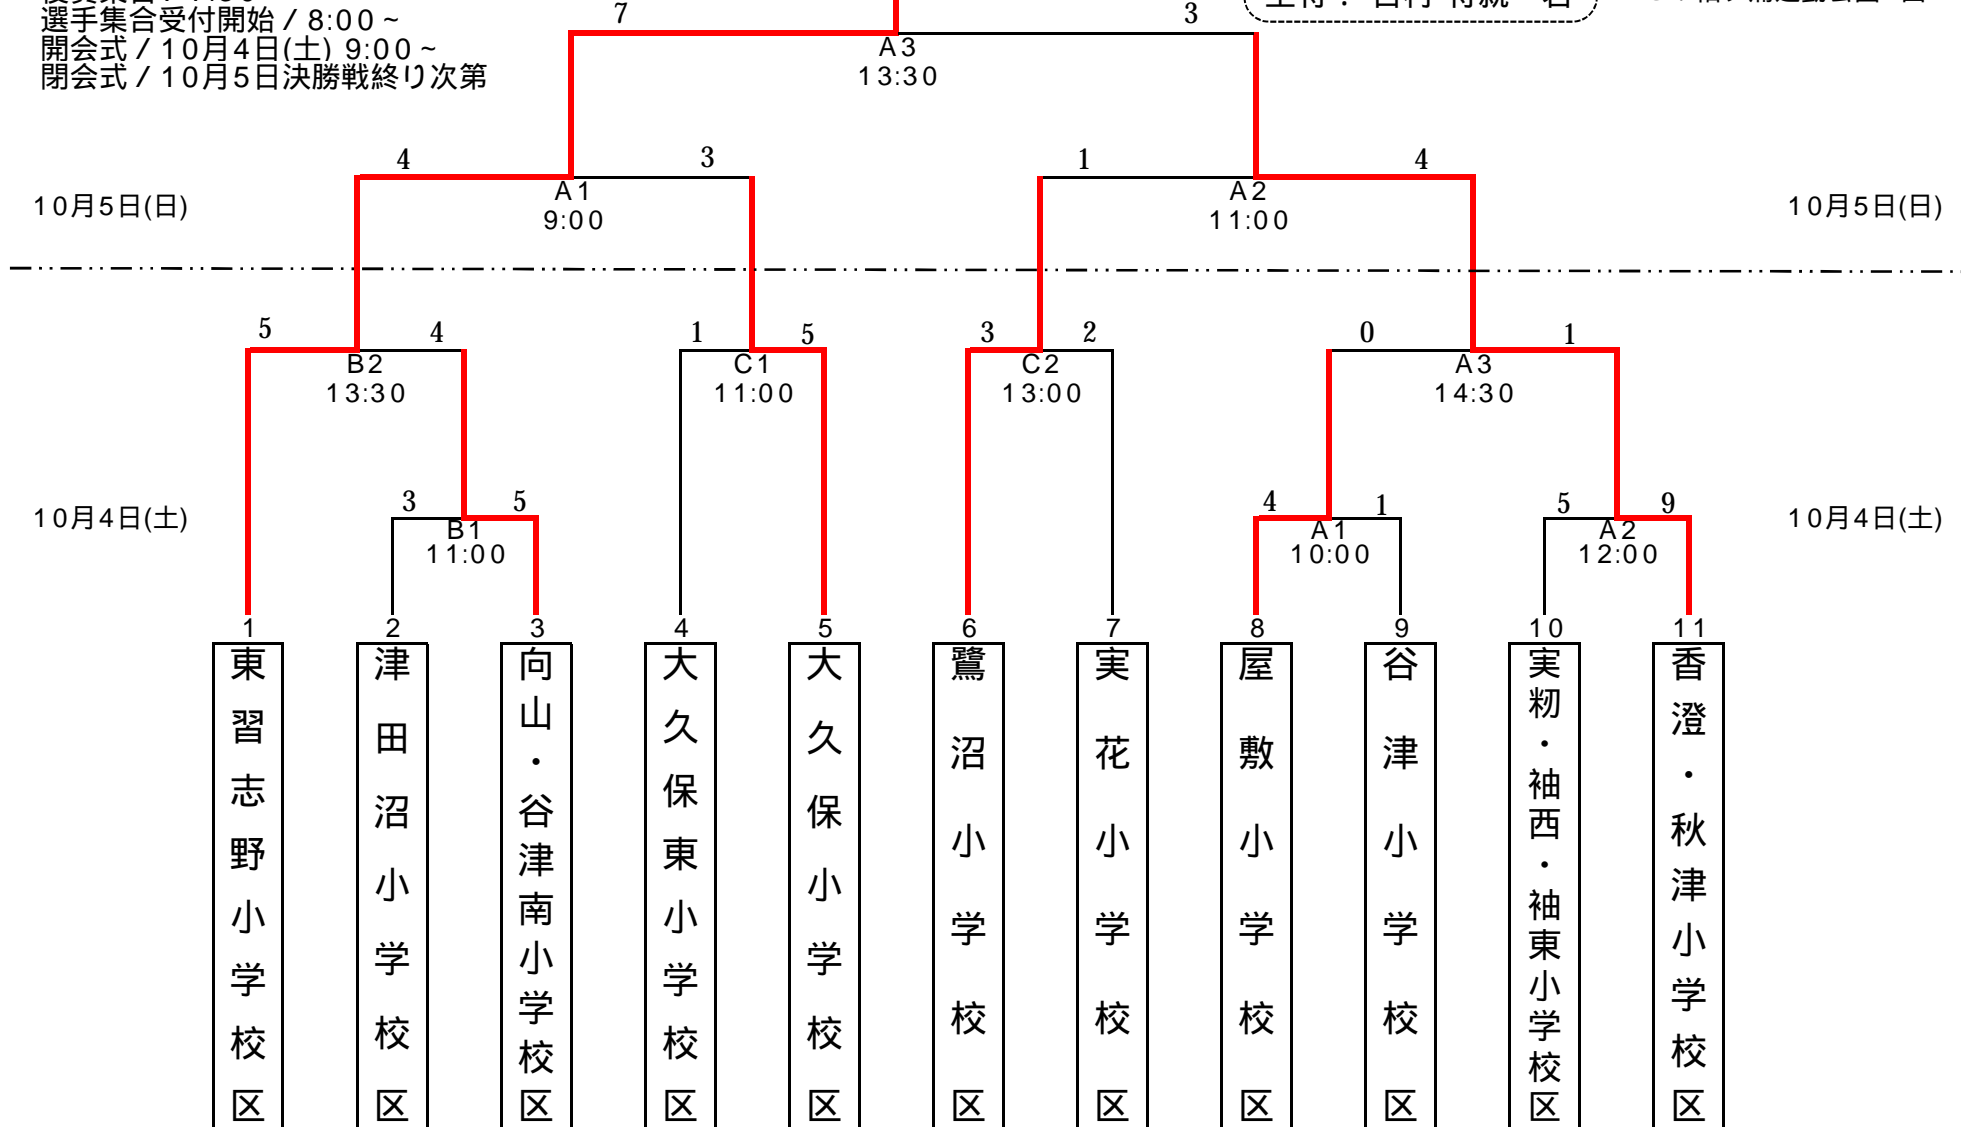 選手集合受付開始 / 8:00 ~
開会式 / 10月4日(土) 9:00 ~
閉会式 / 10月5日決勝戦終り次第
7
3
A3
13:30
4
3
1
4
10月5日(日)
A1
9:00
A2
11:00
10月5日(日)
5
4
1
5
3
2
0
1
B2
13:30
C1
11:00
C2
13:00
A3
14:30
10月4日(土)
3
5
4
1
5
9
10月4日(土)
B1
11:00
A1
10:00
A2
12:00
1
2
3
4
5
6
7
8
9
10
11
東習志野小学校区
津田沼小学校区
向山・谷津南小学校区
大久保東小学校区
大久保小学校区
鷺沼小学校区
実花小学校区
屋敷小学校区
谷津小学校区
実籾・袖西・袖東小学校区
香澄・秋津小学校区